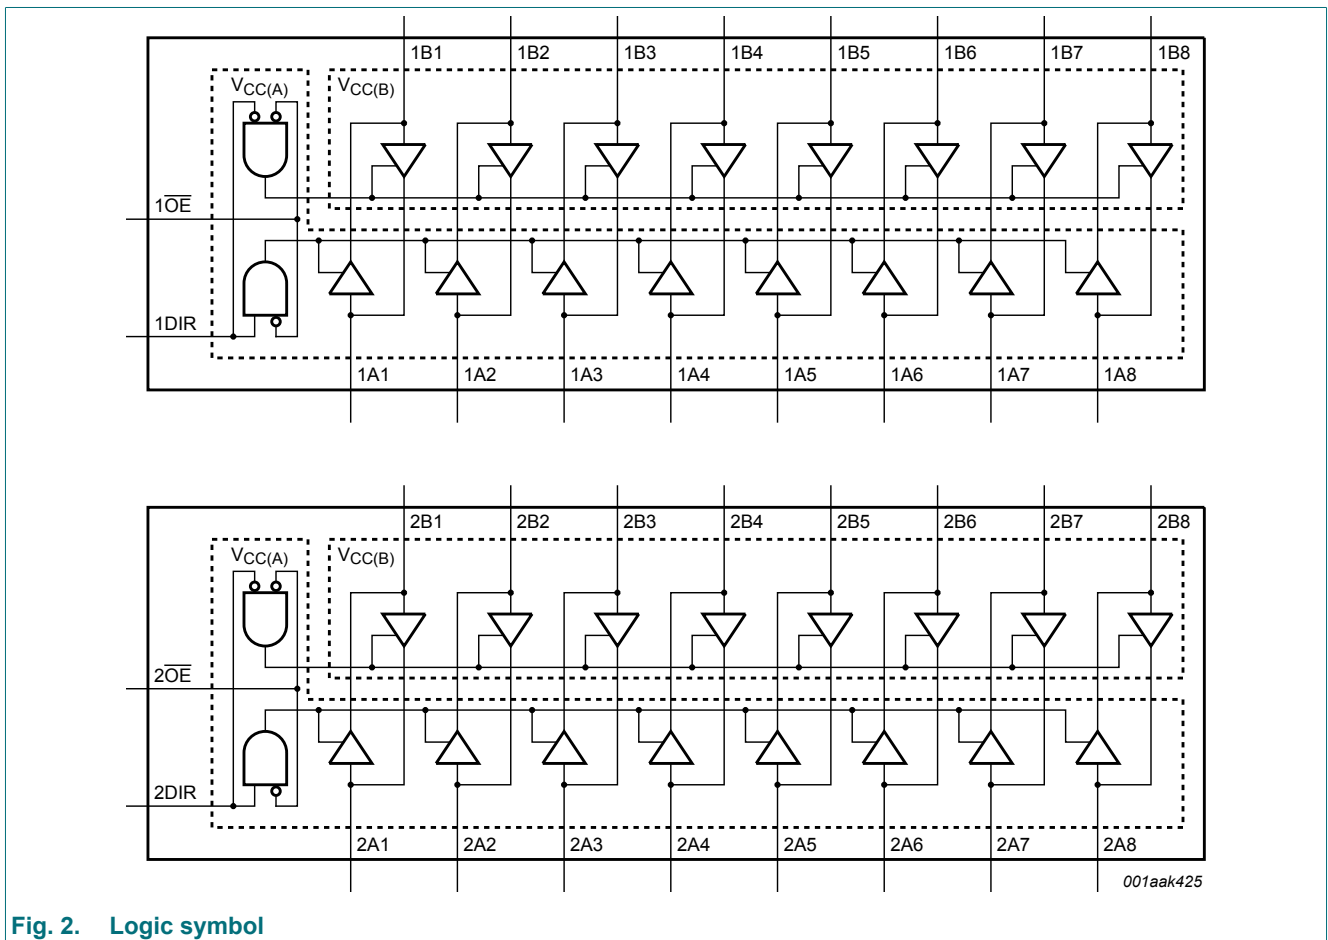 1B1 1B2 1B3 1B4 1B5 1B6 1B7 1B8
VCC(A) VCC(B)
1O̅E̅
1DIR
1A1 1A2 1A3 1A4 1A5 1A6 1A7 1A8
2B1 2B2 2B3 2B4 2B5 2B6 2B7 2B8
VCC(A) VCC(B)
2O̅E̅
2DIR
2A1 2A2 2A3 2A4 2A5 2A6 2A7 2A8
001aak425
Fig. 2. Logic symbol